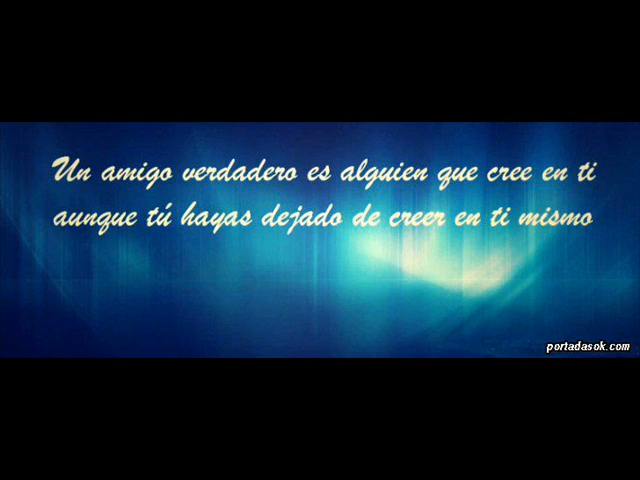 Un amigo verdadero es alguien que cree en ti
aunque tú hayas dejado de creer en ti mismo
portadasok.com